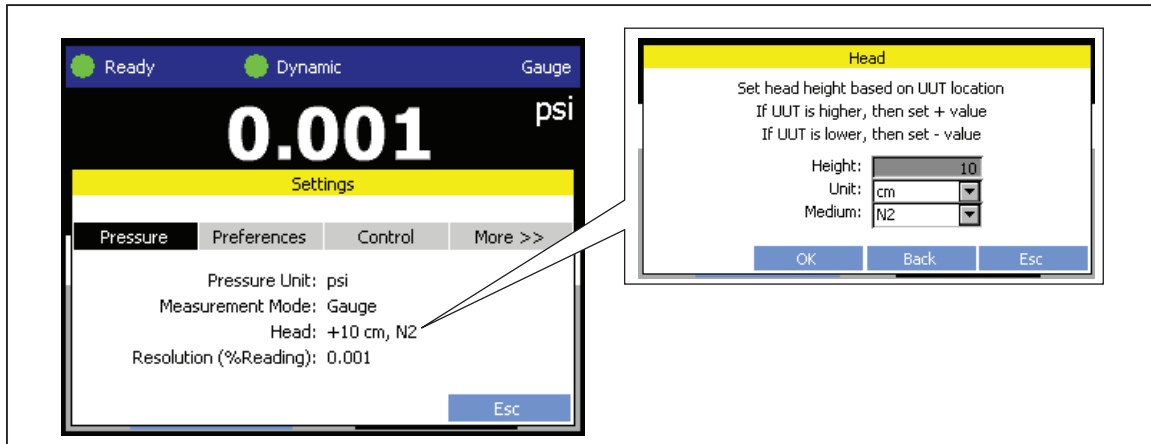 Ready Dynamic Gauge
0.001 psi
Settings
Pressure Preferences Control More >>
Pressure Unit: psi
Measurement Mode: Gauge
Head: +10 cm, N2
Resolution (%Reading): 0.001
Esc
Head
Set head height based on UUT location
If UUT is higher, then set + value
If UUT is lower, then set - value
Height: 10
Unit: cm
Medium: N2
OK Back Esc